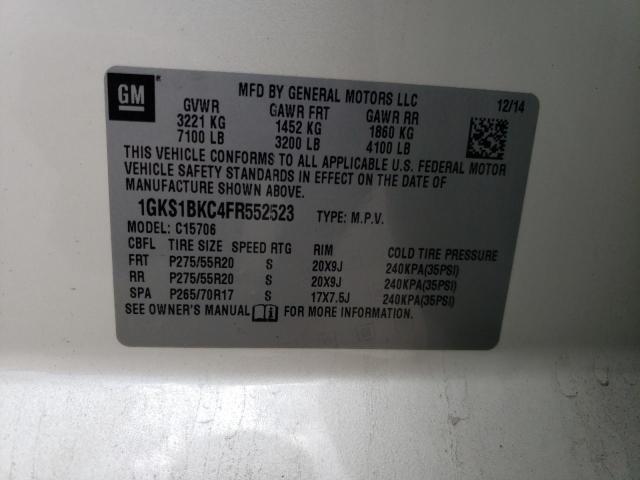 GM
MFD BY GENERAL MOTORS LLC 12/14
GVWR GAWR FRT GAWR RR
3221 KG 1452 KG 1860 KG
7100 LB 3200 LB 4100 LB
THIS VEHICLE CONFORMS TO ALL APPLICABLE U.S. FEDERAL MOTOR
VEHICLE SAFETY STANDARDS IN EFFECT ON THE DATE OF
MANUFACTURE SHOWN ABOVE.
1GKS1BKC4FR552523 TYPE: M.P.V.
MODEL: C15706
CBFL TIRE SIZE SPEED RTG RIM COLD TIRE PRESSURE
FRT P275/55R20 S 20X9J 240KPA(35PSI)
RR P275/55R20 S 20X9J 240KPA(35PSI)
SPA P265/70R17 S 17X7.5J 240KPA(35PSI)
SEE OWNER'S MANUAL FOR MORE INFORMATION.